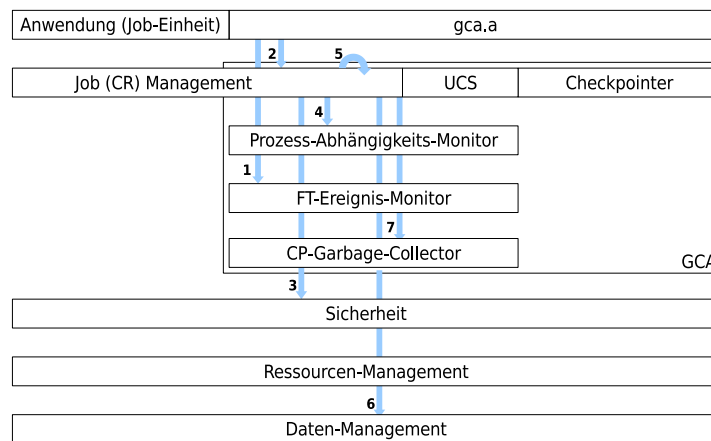 Anwendung (Job-Einheit) gca.a
2 5
Job (CR) Management UCS Checkpointer
4
Prozess-Abhängigkeits-Monitor
1
FT-Ereignis-Monitor
7
CP-Garbage-Collector
GCA
3
Sicherheit
Ressourcen-Management
6
Daten-Management